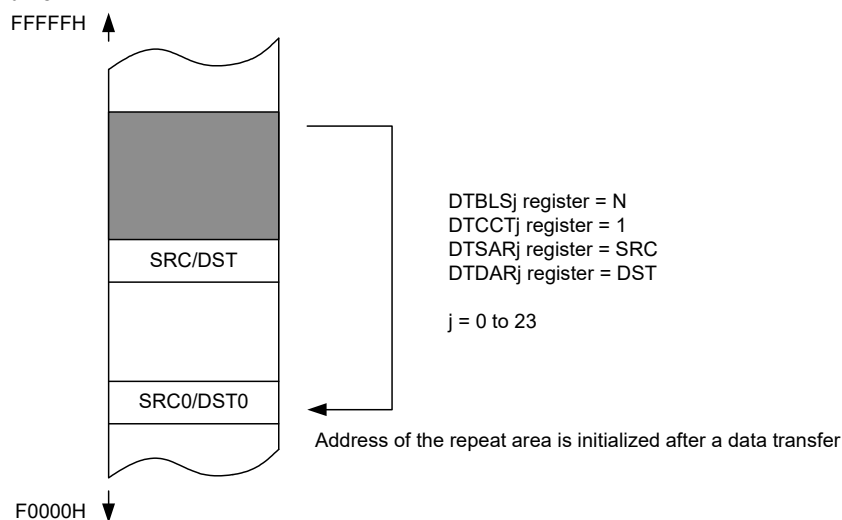 FFFFFH
SRC/DST
DTBLSj register = N
DTCCTj register = 1
DTSARj register = SRC
DTDARj register = DST
j = 0 to 23
SRC0/DST0
Address of the repeat area is initialized after a data transfer
F0000H